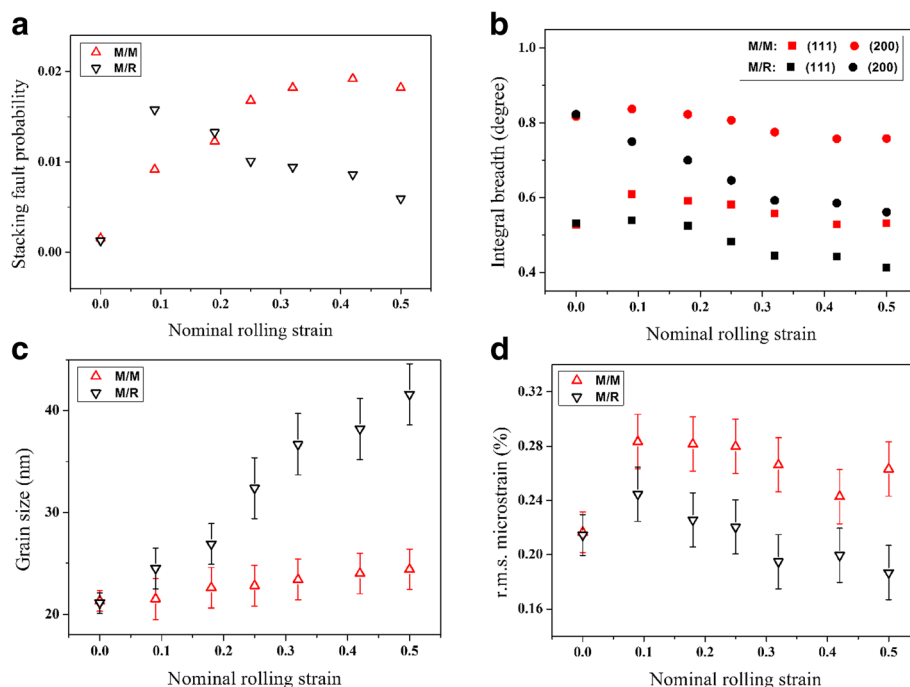 a
M/M
M/R
Stacking fault probability
0.02
0.01
0.00
0.0 0.1 0.2 0.3 0.4 0.5
Nominal rolling strain
b
M/M: (111) (200)
M/R: (111) (200)
Integral breadth (degree)
1.0
0.8
0.6
0.4
0.0 0.1 0.2 0.3 0.4 0.5
Nominal rolling strain
c
M/M
M/R
Grain size (nm)
40
30
20
0.0 0.1 0.2 0.3 0.4 0.5
Nominal rolling strain
d
M/M
M/R
r.m.s. microstrain (%)
0.32
0.28
0.24
0.20
0.16
0.0 0.1 0.2 0.3 0.4 0.5
Nominal rolling strain